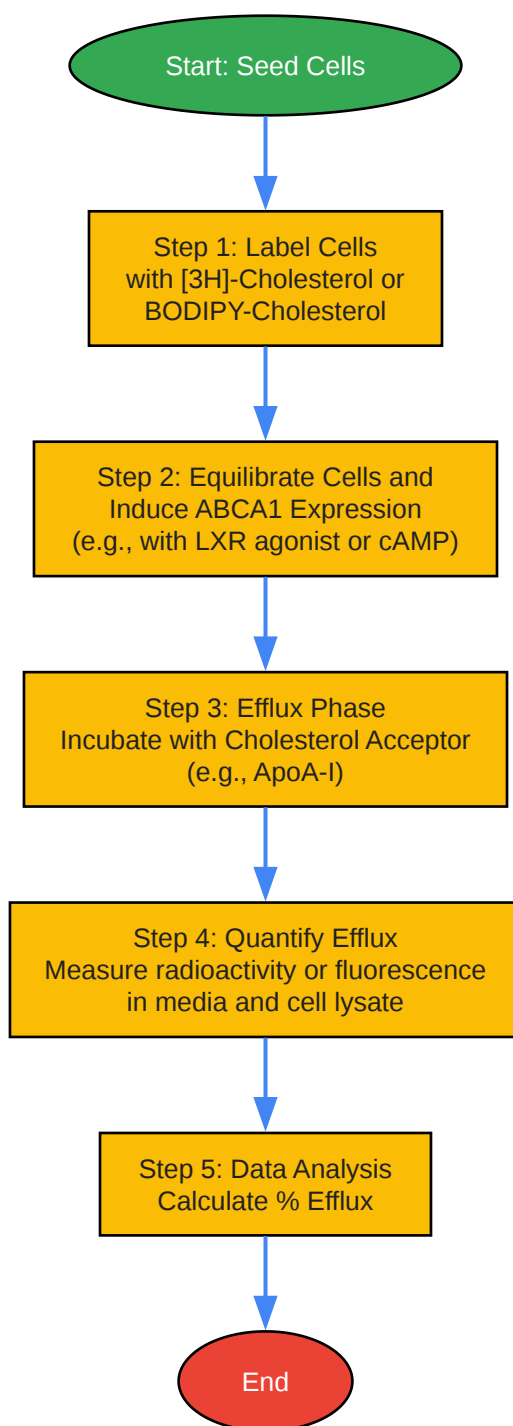 Start: Seed Cells
Step 1: Label Cells
with [3H]-Cholesterol or
BODIPY-Cholesterol
Step 2: Equilibrate Cells and
Induce ABCA1 Expression
(e.g., with LXR agonist or cAMP)
Step 3: Efflux Phase
Incubate with Cholesterol Acceptor
(e.g., ApoA-I)
Step 4: Quantify Efflux
Measure radioactivity or fluorescence
in media and cell lysate
Step 5: Data Analysis
Calculate % Efflux
End